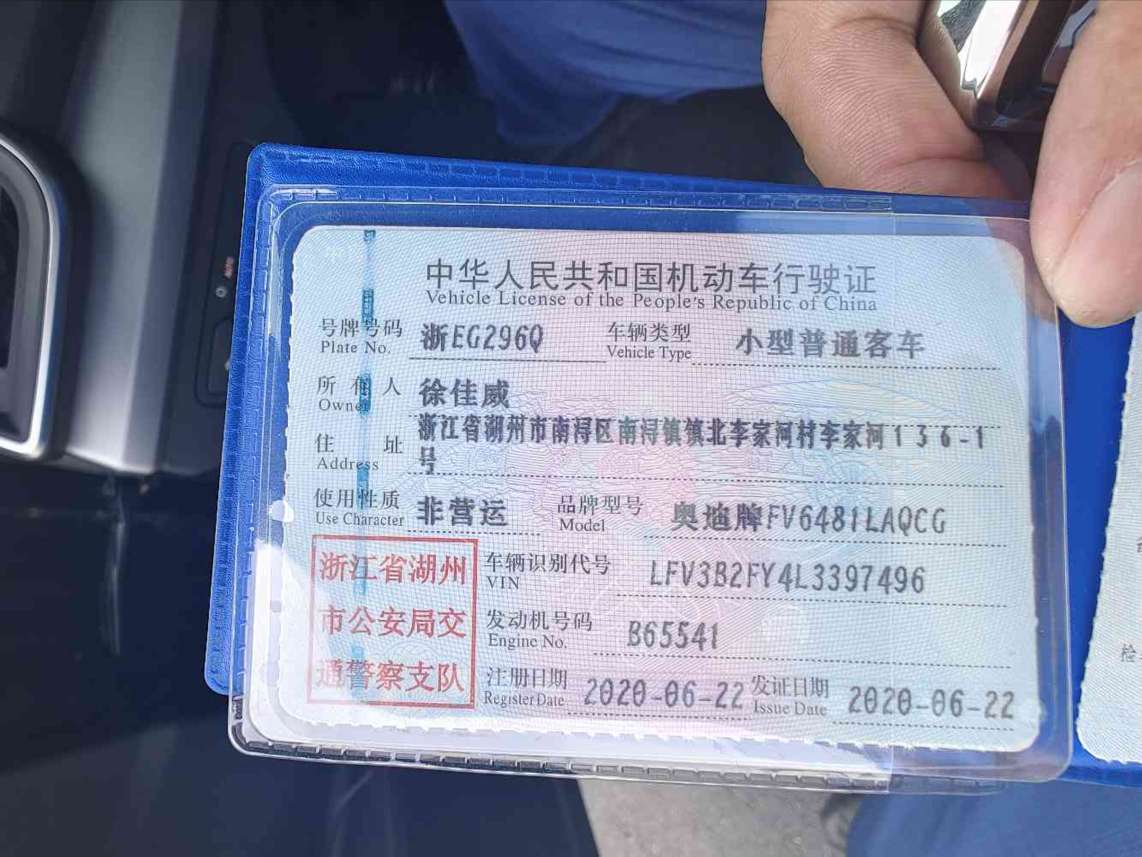 中华人民共和国机动车行驶证
Vehicle License of the People's Republic of China
号牌号码 浙EG296Q 车辆类型 小型普通客车
Plate No. Vehicle Type
所有人 徐佳威
Owner
住址 浙江省湖州市南浔区南浔镇镇北李家河村李家河136-1
Address 号
使用性质 非营运 品牌型号 奥迪牌FV6481LAQCG
Use Character Model
浙江省湖州 车辆识别代号 LFV3B2FY4L3397496
VIN
市公安局交 发动机号码 B65541
Engine No.
通警察支队 注册日期 2020-06-22 发证日期 2020-06-22
Register Date Issue Date
检